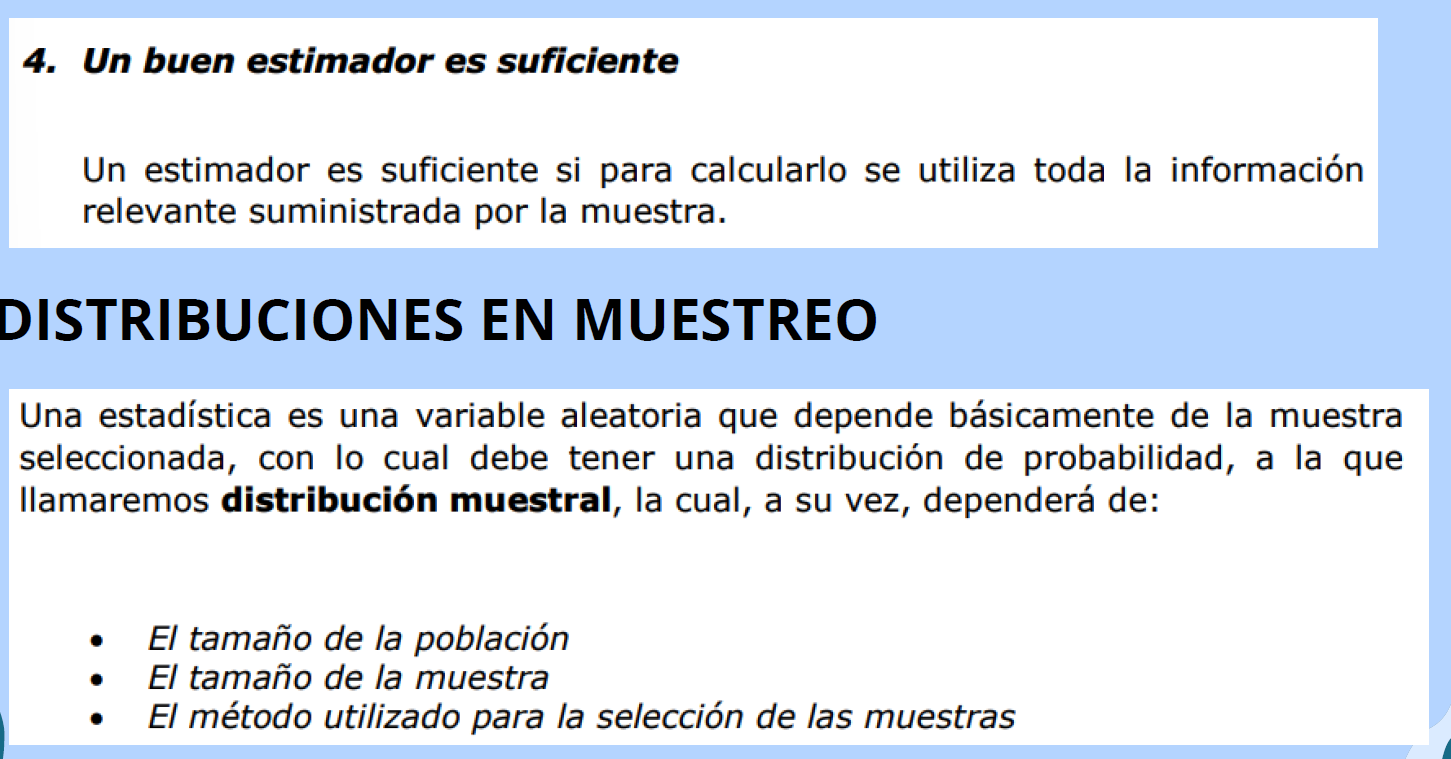 4. Un buen estimador es suficiente
Un estimador es suficiente si para calcularlo se utiliza toda la información
relevante suministrada por la muestra.
DISTRIBUCIONES EN MUESTREO
Una estadística es una variable aleatoria que depende básicamente de la muestra
seleccionada, con lo cual debe tener una distribución de probabilidad, a la que
llamaremos distribución muestral, la cual, a su vez, dependerá de:
• El tamaño de la población
• El tamaño de la muestra
• El método utilizado para la selección de las muestras